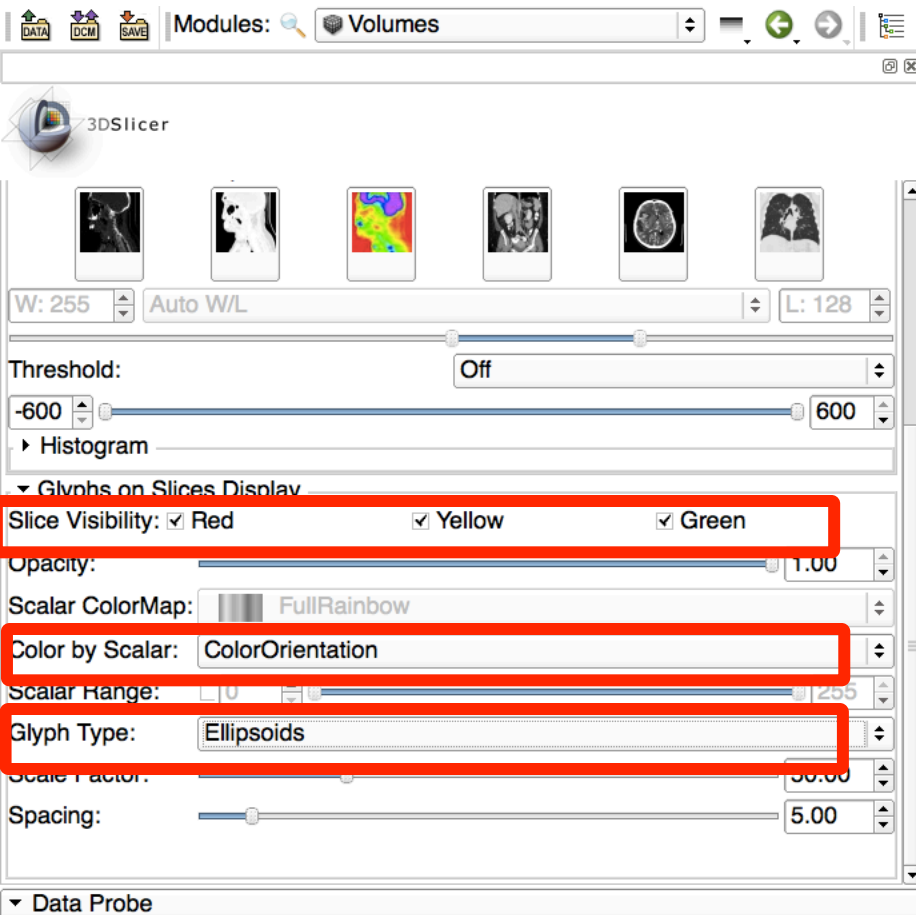 DATA DCM SAVE Modules: Volumes
3DSlicer
W: 255 Auto W/L L: 128
Threshold: Off
-600 600
Histogram
Glyphs on Slices Display
Slice Visibility: Red Yellow Green
Opacity: 1.00
Scalar ColorMap: FullRainbow
Color by Scalar: ColorOrientation
Scalar Range: 0 255
Glyph Type: Ellipsoids
Scale Factor: 50.00
Spacing: 5.00
Data Probe